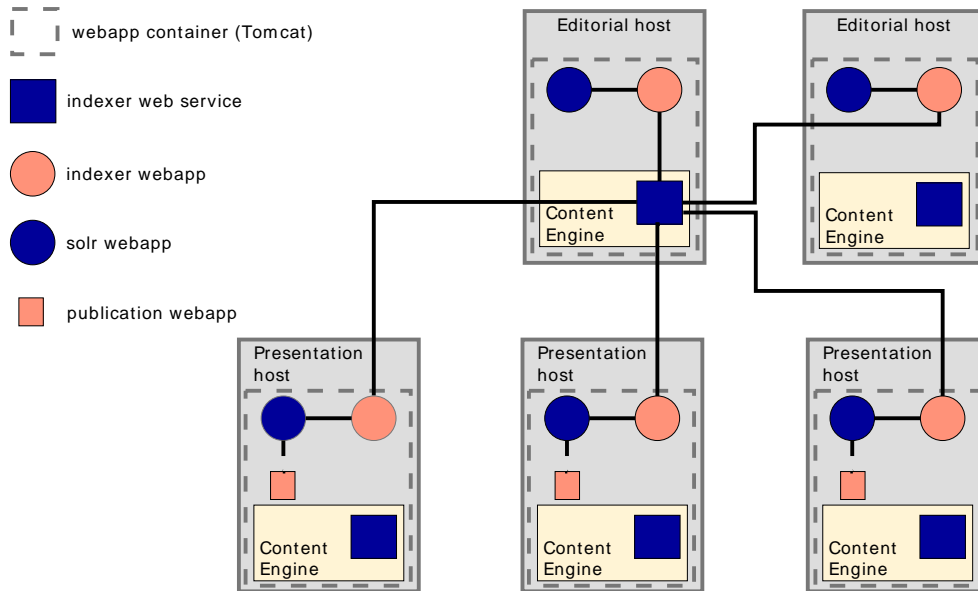 webapp container (Tomcat)
indexer web service
indexer webapp
solr webapp
publication webapp
Editorial host
Content
Engine
Editorial host
Content
Engine
Presentation
host
Content
Engine
Presentation
host
Content
Engine
Presentation
host
Content
Engine